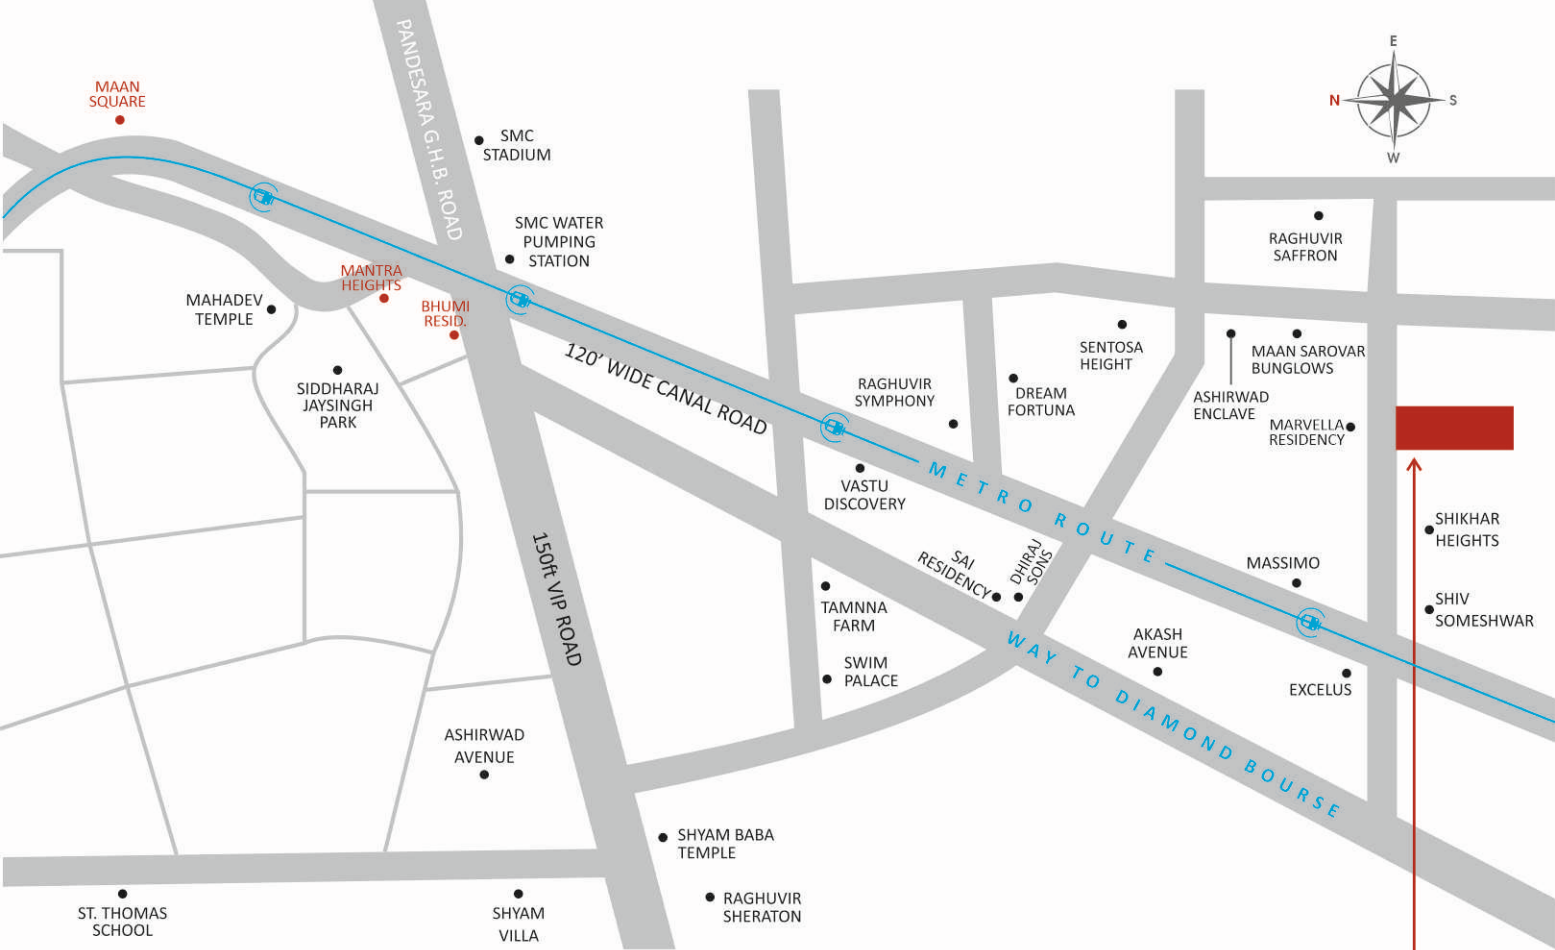 E
N
S
W
MAAN
SQUARE
PANDESARA G.H.B. ROAD
SMC
STADIUM
SMC WATER
PUMPING
STATION
RAGHUVIR
SAFFRON
MAHADEV
TEMPLE
MANTRA
HEIGHTS
BHUMI
RESID.
SIDDHARAJ
JAYSINGH
PARK
120’ WIDE CANAL ROAD
RAGHUVIR
SYMPHONY
DREAM
FORTUNA
SENTOSA
HEIGHT
ASHIRWAD
ENCLAVE
MAAN SAROVAR
BUNGLOWS
MARVELLA
RESIDENCY
VASTU
DISCOVERY
METRO ROUTE
SAI
RESIDENCY
DHIRAJ
SONS
MASSIMO
SHIKHAR
HEIGHTS
SHIV
SOMESHWAR
150ft VIP ROAD
TAMNNA
FARM
SWIM
PALACE
AKASH
AVENUE
EXCELUS
WAY TO DIAMOND BOURSE
ASHIRWAD
AVENUE
SHYAM BABA
TEMPLE
RAGHUVIR
SHERATON
ST. THOMAS
SCHOOL
SHYAM
VILLA